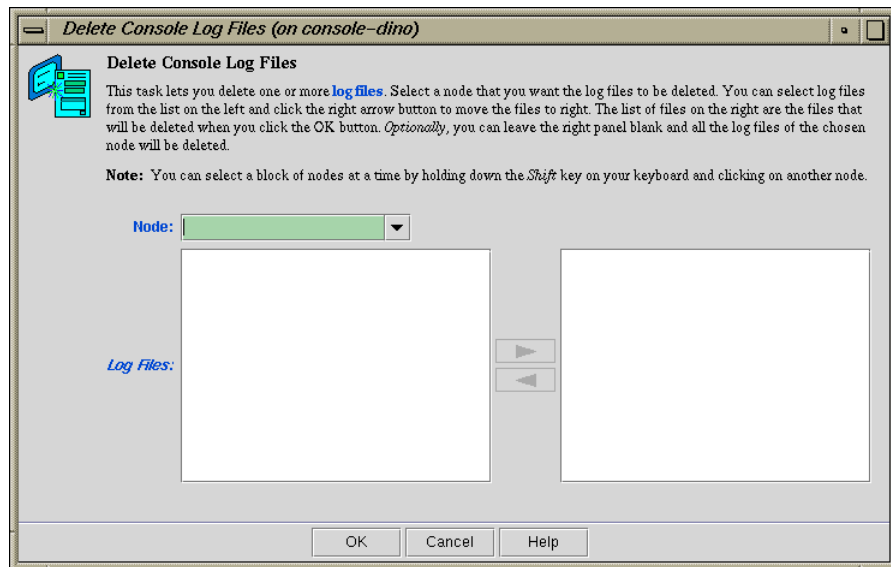 Delete Console Log Files (on console-dino)
Delete Console Log Files
This task lets you delete one or more log files. Select a node that you want the log files to be deleted. You can select log files
from the list on the left and click the right arrow button to move the files to right. The list of files on the right are the files that
will be deleted when you click the OK button. Optionally, you can leave the right panel blank and all the log files of the chosen
node will be deleted.
Note: You can select a block of nodes at a time by holding down the Shift key on your keyboard and clicking on another node.
Node:
Log Files:
OK Cancel Help